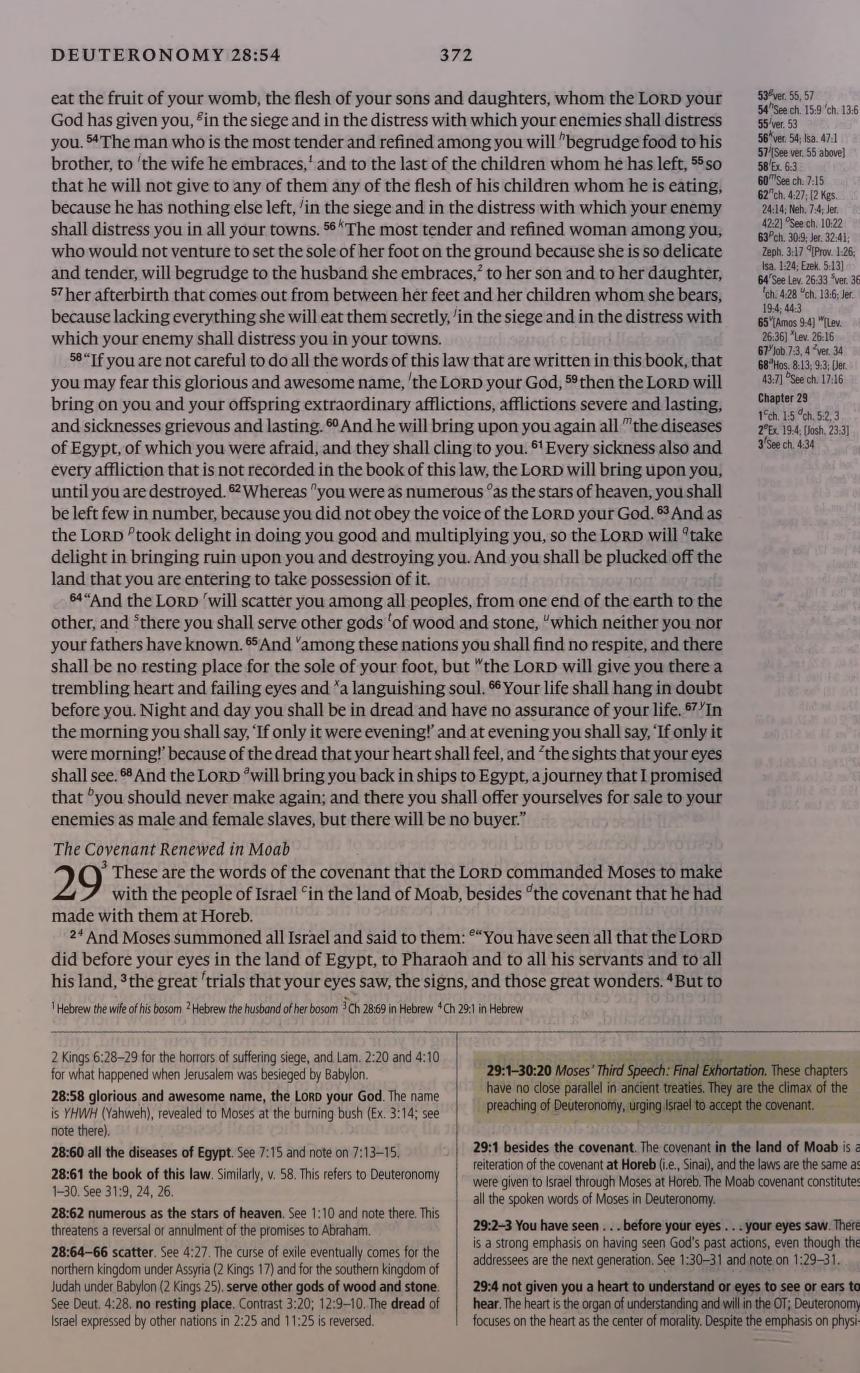 DEUTERONOMY 28:54 372
eat the fruit of your womb, the flesh of your sons and daughters, whom the LORD your
God has given you, gin the siege and in the distress with which your enemies shall distress
you. 54 The man who is the most tender and refined among you will hbegrudge food to his
brother, to ithe wife he embraces,1 and to the last of the children whom he has left, 55 so
that he will not give to any of them any of the flesh of his children whom he is eating,
because he has nothing else left, jin the siege and in the distress with which your enemy
shall distress you in all your towns. 56 kThe most tender and refined woman among you,
who would not venture to set the sole of her foot on the ground because she is so delicate
and tender, will begrudge to the husband she embraces,2 to her son and to her daughter,
57 her afterbirth that comes out from between her feet and her children whom she bears,
because lacking everything she will eat them secretly, lin the siege and in the distress with
which your enemy shall distress you in your towns.
58 “If you are not careful to do all the words of this law that are written in this book, that
you may fear this glorious and awesome name, lthe LORD your God, 59 then the LORD will
bring on you and your offspring extraordinary afflictions, afflictions severe and lasting,
and sicknesses grievous and lasting. 60 And he will bring upon you again all mthe diseases
of Egypt, of which you were afraid, and they shall cling to you. 61 Every sickness also and
every affliction that is not recorded in the book of this law, the LORD will bring upon you,
until you are destroyed. 62 Whereas nyou were as numerous oas the stars of heaven, you shall
be left few in number, because you did not obey the voice of the LORD your God. 63 And as
the LORD ptook delight in doing you good and multiplying you, so the LORD will qtake
delight in bringing ruin upon you and destroying you. And you shall be plucked off the
land that you are entering to take possession of it.
64 “And the LORD rwill scatter you among all peoples, from one end of the earth to the
other, and sthere you shall serve other gods tof wood and stone, uwhich neither you nor
your fathers have known. 65 And vamong these nations you shall find no respite, and there
shall be no resting place for the sole of your foot, but wthe LORD will give you there a
trembling heart and failing eyes and xa languishing soul. 66 Your life shall hang in doubt
before you. Night and day you shall be in dread and have no assurance of your life. 67 yIn
the morning you shall say, ‘If only it were evening!’ and at evening you shall say, ‘If only it
were morning!’ because of the dread that your heart shall feel, and zthe sights that your eyes
shall see. 68 And the LORD awill bring you back in ships to Egypt, a journey that I promised
that byou should never make again; and there you shall offer yourselves for sale to your
enemies as male and female slaves, but there will be no buyer.”
The Covenant Renewed in Moab
29 3 These are the words of the covenant that the LORD commanded Moses to make
with the people of Israel cin the land of Moab, besides dthe covenant that he had
made with them at Horeb.
2 4 And Moses summoned all Israel and said to them: e“You have seen all that the LORD
did before your eyes in the land of Egypt, to Pharaoh and to all his servants and to all
his land, 3 the great ftrials that your eyes saw, the signs, and those great wonders. 4 But to
1 Hebrew the wife of his bosom 2 Hebrew the husband of her bosom 3 Ch 28:69 in Hebrew 4 Ch 29:1 in Hebrew
53 g ver. 55, 57
54 h See ch. 15:9 i ch. 13:6
55 j ver. 53
56 k ver. 54; Isa. 47:1
57 j [See ver. 55 above]
58 l Ex. 6:3
60 m See ch. 7:15
62 n ch. 4:27; [2 Kgs.
24:14; Neh. 7:4; Jer.
42:2] o See ch. 10:22
63 p ch. 30:9; Jer. 32:41;
Zeph. 3:17 q [Prov. 1:26;
Isa. 1:24; Ezek. 5:13]
64 r See Lev. 26:33 s ver. 36
t ch. 4:28 u ch. 13:6; Jer.
19:4; 44:3
65 v [Amos 9:4] w [Lev.
26:36] x Lev. 26:16
67 y Job 7:3, 4 z ver. 34
68 a Hos. 8:13; 9:3; [Jer.
43:7] b See ch. 17:16
Chapter 29
1 c ch. 1:5 d ch. 5:2, 3
2 e Ex. 19:4; [Josh. 23:3]
3 f See ch. 4:34
2 Kings 6:28–29 for the horrors of suffering siege, and Lam. 2:20 and 4:10
for what happened when Jerusalem was besieged by Babylon.
28:58 glorious and awesome name, the LORD your God. The name
is YHWH (Yahweh), revealed to Moses at the burning bush (Ex. 3:14; see
note there).
28:60 all the diseases of Egypt. See 7:15 and note on 7:13–15.
28:61 the book of this law. Similarly, v. 58. This refers to Deuteronomy
1–30. See 31:9, 24, 26.
28:62 numerous as the stars of heaven. See 1:10 and note there. This
threatens a reversal or annulment of the promises to Abraham.
28:64–66 scatter. See 4:27. The curse of exile eventually comes for the
northern kingdom under Assyria (2 Kings 17) and for the southern kingdom of
Judah under Babylon (2 Kings 25). serve other gods of wood and stone.
See Deut. 4:28. no resting place. Contrast 3:20; 12:9–10. The dread of
Israel expressed by other nations in 2:25 and 11:25 is reversed.
29:1–30:20 Moses’ Third Speech: Final Exhortation. These chapters
have no close parallel in ancient treaties. They are the climax of the
preaching of Deuteronomy, urging Israel to accept the covenant.
29:1 besides the covenant. The covenant in the land of Moab is a
reiteration of the covenant at Horeb (i.e., Sinai), and the laws are the same as
were given to Israel through Moses at Horeb. The Moab covenant constitutes
all the spoken words of Moses in Deuteronomy.
29:2–3 You have seen . . . before your eyes . . . your eyes saw. There
is a strong emphasis on having seen God’s past actions, even though the
addressees are the next generation. See 1:30–31 and note on 1:29–31.
29:4 not given you a heart to understand or eyes to see or ears to
hear. The heart is the organ of understanding and will in the OT; Deuteronomy
focuses on the heart as the center of morality. Despite the emphasis on physi-